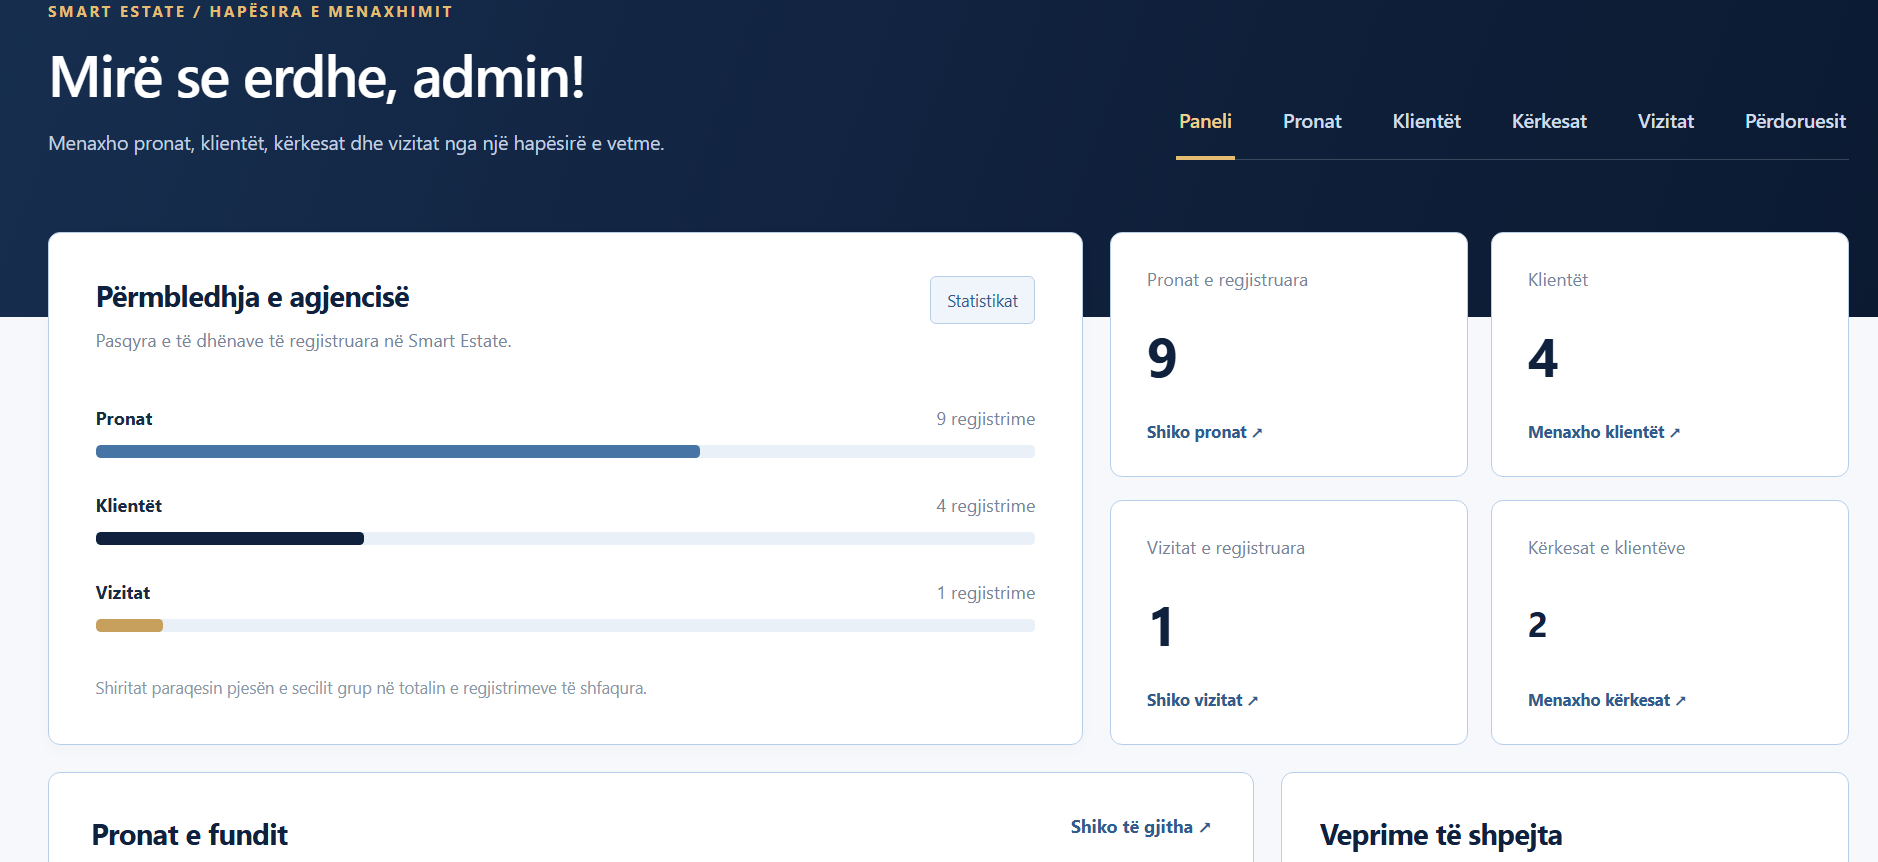 SMART ESTATE / HAPËSIRA E MENAXHIMIT
Mirë se erdhe, admin!
Menaxho pronat, klientët, kërkesat dhe vizitat nga një hapësirë e vetme.
Paneli
Pronat
Klientët
Kërkesat
Vizitat
Përdoruesit
Përmbledhja e agjencisë
Statistikat
Pasqyra e të dhënave të regjistruara në Smart Estate.
Pronat
9 regjistrime
Klientët
4 regjistrime
Vizitat
1 regjistrime
Shiritat paraqesin pjesën e secilit grup në totalin e regjistrimeve të shfaqura.
Pronat e regjistruara
9
Shiko pronat ↗
Klientët
4
Menaxho klientët ↗
Vizitat e regjistruara
1
Shiko vizitat ↗
Kërkesat e klientëve
2
Menaxho kërkesat ↗
Pronat e fundit
Shiko të gjitha ↗
Veprime të shpejta